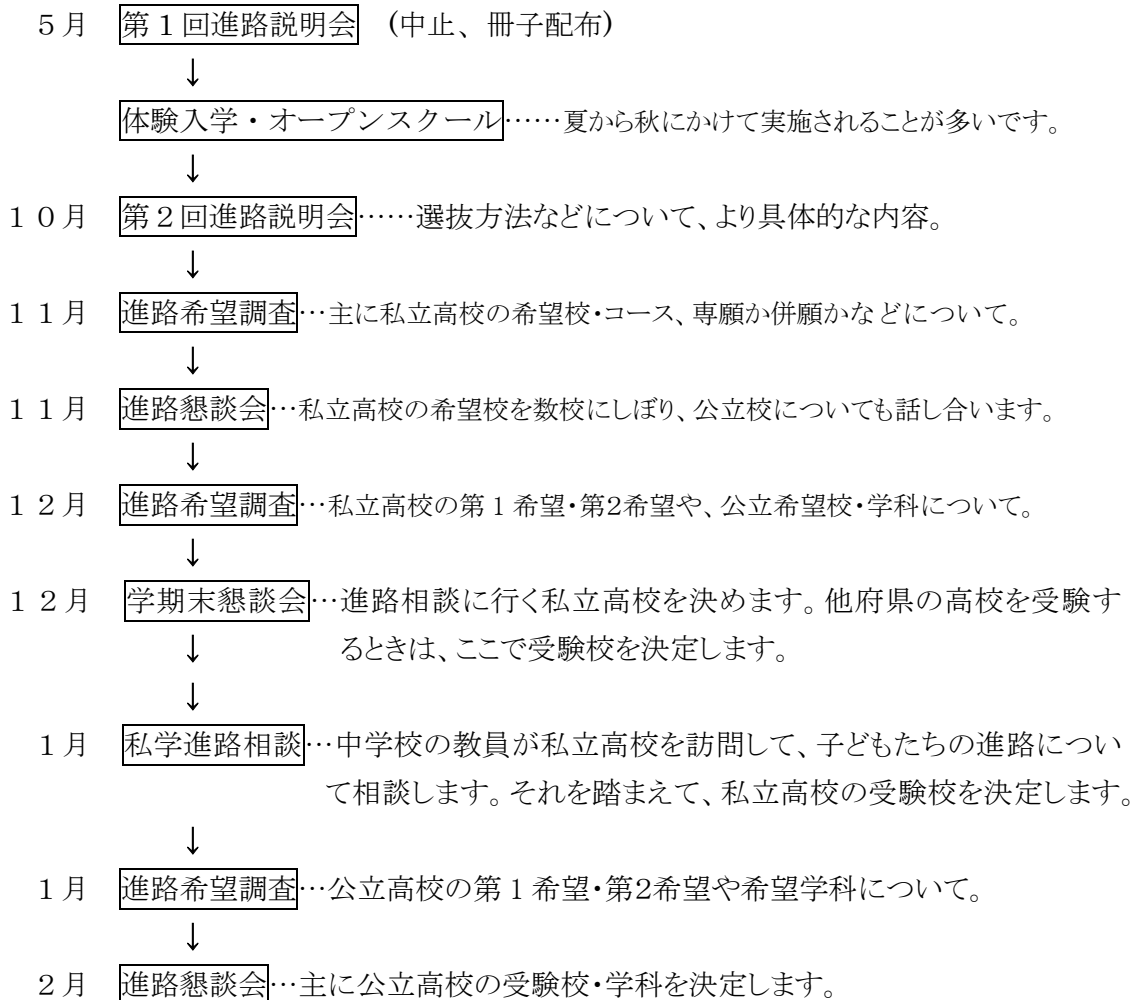 ５月 第１回進路説明会 (中止、冊子配布)
↓
体験入学・オープンスクール……夏から秋にかけて実施されることが多いです。
↓
１０月 第２回進路説明会……選抜方法などについて、より具体的な内容。
↓
１１月 進路希望調査…主に私立高校の希望校・コース、専願か併願かなどについて。
↓
１１月 進路懇談会…私立高校の希望校を数校にしぼり、公立校についても話し合います。
↓
１２月 進路希望調査…私立高校の第１希望・第2希望や、公立希望校・学科について。
↓
１２月 学期末懇談会…進路相談に行く私立高校を決めます。他府県の高校を受験す
↓ るときは、ここで受験校を決定します。
↓
１月 私学進路相談…中学校の教員が私立高校を訪問して、子どもたちの進路につい
て相談します。それを踏まえて、私立高校の受験校を決定します。
↓
１月 進路希望調査…公立高校の第１希望・第2希望や希望学科について。
↓
２月 進路懇談会…主に公立高校の受験校・学科を決定します。